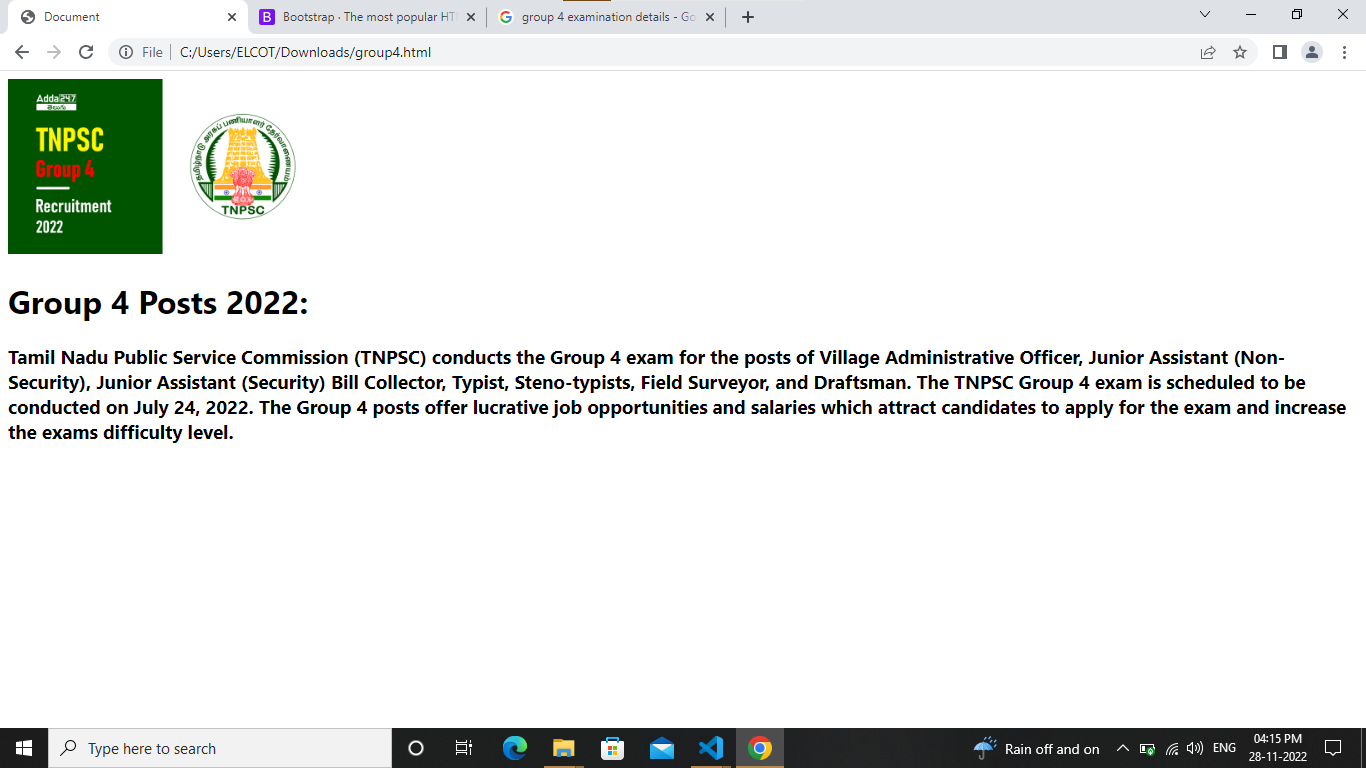 Document
Bootstrap · The most popular HT
group 4 examination details - Go
File
C:/Users/ELCOT/Downloads/group4.html
Adda247
తెలుగు
TNPSC
Group 4
Recruitment
2022
தமிழ்நாடு அரசுப் பணியாளர் தேர்வாணையம்
TNPSC
Group 4 Posts 2022:
Tamil Nadu Public Service Commission (TNPSC) conducts the Group 4 exam for the posts of Village Administrative Officer, Junior Assistant (Non-
Security), Junior Assistant (Security) Bill Collector, Typist, Steno-typists, Field Surveyor, and Draftsman. The TNPSC Group 4 exam is scheduled to be
conducted on July 24, 2022. The Group 4 posts offer lucrative job opportunities and salaries which attract candidates to apply for the exam and increase
the exams difficulty level.
Type here to search
Rain off and on
ENG
04:15 PM
28-11-2022